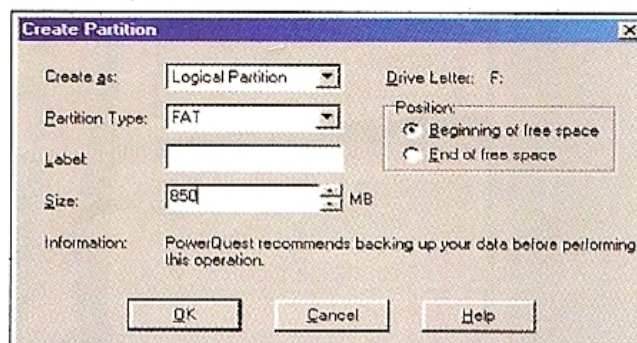 Create Partition
Create as: Logical Partition Drive Letter: F:
Partition Type: FAT Position:
Beginning of free space
Label: End of free space
Size: 850 MB
Information: PowerQuest recommends backing up your data before performing
this operation.
OK Cancel Help